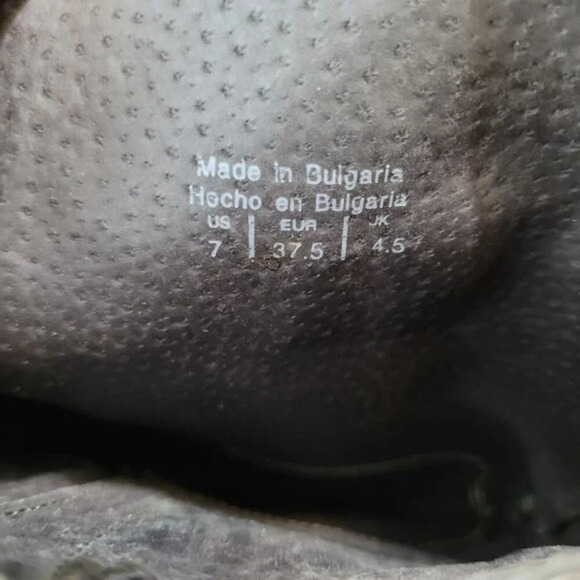 Made in Bulgaria
Hecho en Bulgaria
US | EUR | UK
7 | 37.5 | 4.5